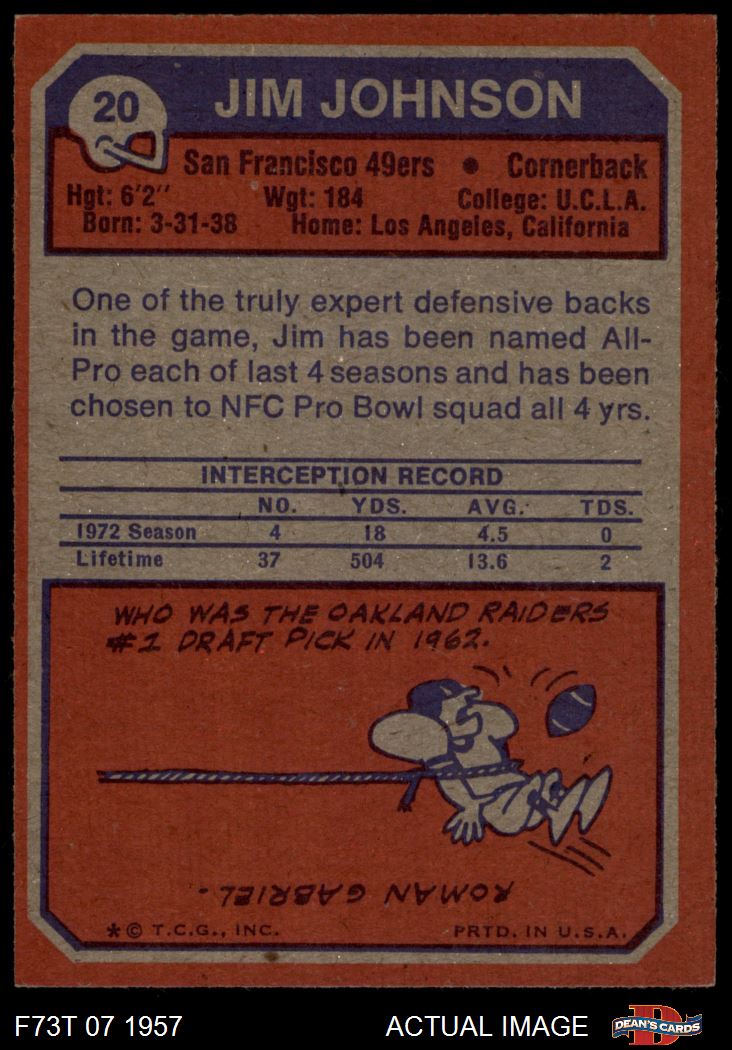 20
JIM JOHNSON
San Francisco 49ers • Cornerback
Hgt: 6'2" Wgt: 184 College: U.C.L.A.
Born: 3-31-38 Home: Los Angeles, California
One of the truly expert defensive backs
in the game, Jim has been named All-
Pro each of last 4 seasons and has been
chosen to NFC Pro Bowl squad all 4 yrs.
INTERCEPTION RECORD
NO. YDS. AVG. TDS.
1972 Season 4 18 4.5 0
Lifetime 37 504 13.6 2
WHO WAS THE OAKLAND RAIDERS
#1 DRAFT PICK IN 1962.
ROMAN GABRIEL.
* © T.C.G., INC. PRTD. IN U.S.A.
F73T 07 1957 ACTUAL IMAGE
D
DEAN'S CARDS